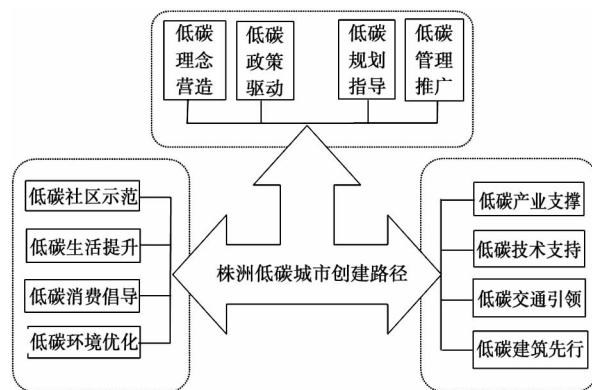 低碳
理念
营造
低碳
政策
驱动
低碳
规划
指导
低碳
管理
推广
低碳社区示范
低碳生活提升
低碳消费倡导
低碳环境优化
株洲低碳城市创建路径
低碳产业支撑
低碳技术支持
低碳交通引领
低碳建筑先行